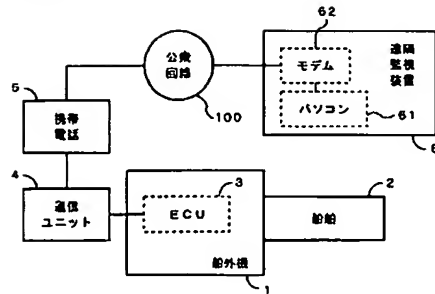 62
公衆
回路
モデム
遠隔
監視
装置
5
100
パソコン
61
携帯
電話
6
4
3
2
通信
ユニット
ECU
船舶
船外機
1